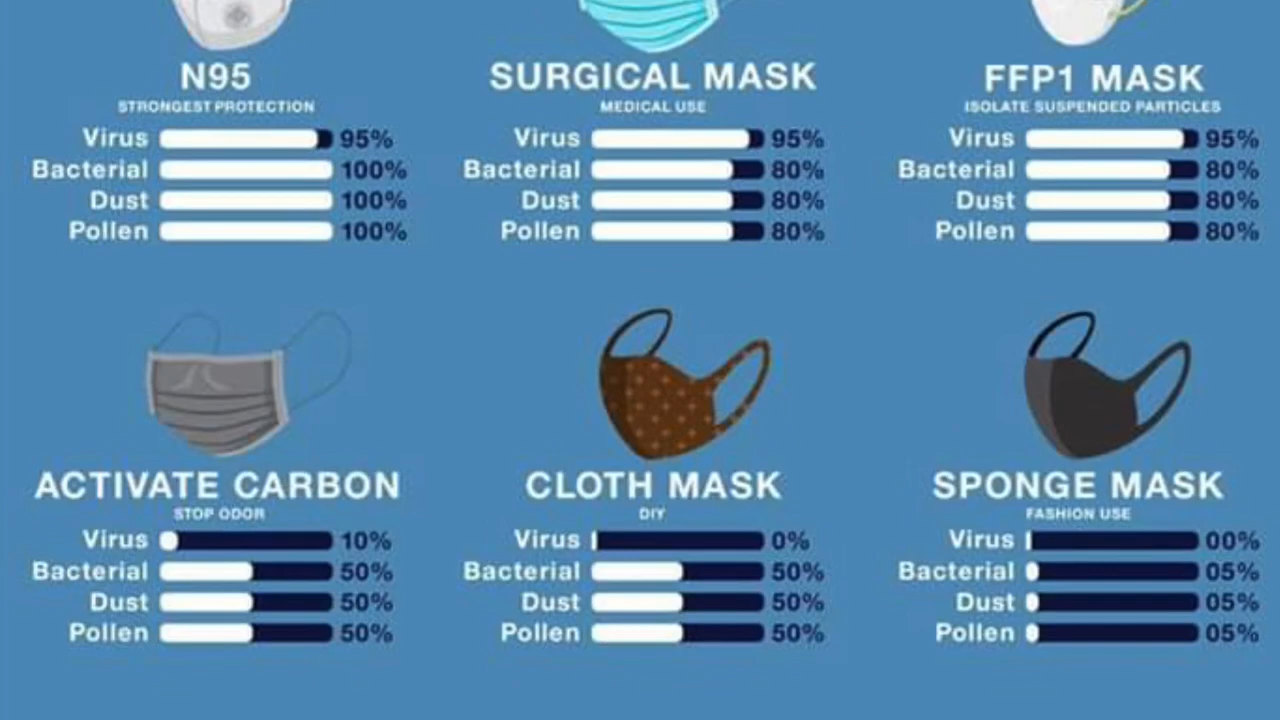 N95
STRONGEST PROTECTION
Virus 95%
Bacterial 100%
Dust 100%
Pollen 100%
SURGICAL MASK
MEDICAL USE
Virus 95%
Bacterial 80%
Dust 80%
Pollen 80%
FFP1 MASK
ISOLATE SUSPENDED PARTICLES
Virus 95%
Bacterial 80%
Dust 80%
Pollen 80%
ACTIVATE CARBON
STOP ODOR
Virus 10%
Bacterial 50%
Dust 50%
Pollen 50%
CLOTH MASK
DIY
Virus 0%
Bacterial 50%
Dust 50%
Pollen 50%
SPONGE MASK
FASHION USE
Virus 00%
Bacterial 05%
Dust 05%
Pollen 05%